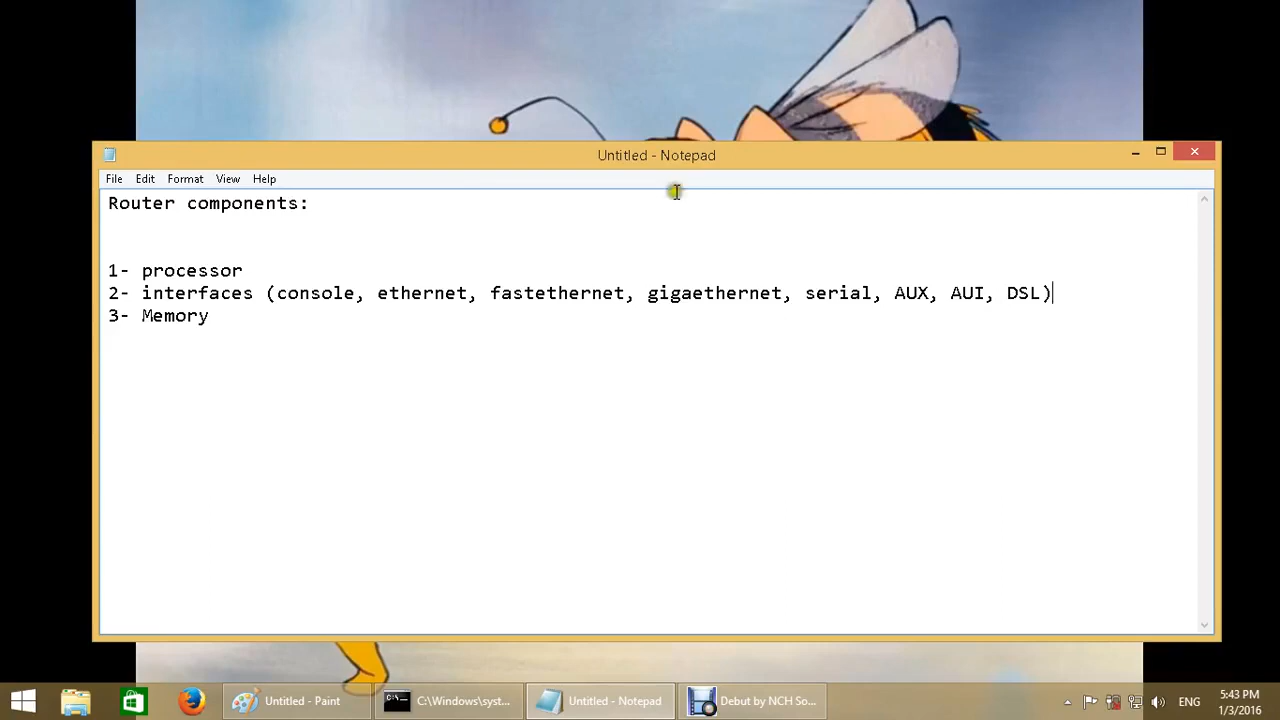 Untitled - Notepad
File Edit Format View Help
Router components:
1- processor
2- interfaces (console, ethernet, fastethernet, gigaethernet, serial, AUX, AUI, DSL)
3- Memory
Untitled - Paint
C:\Windows\syst...
Untitled - Notepad
Debut by NCH So...
ENG
5:43 PM
1/3/2016